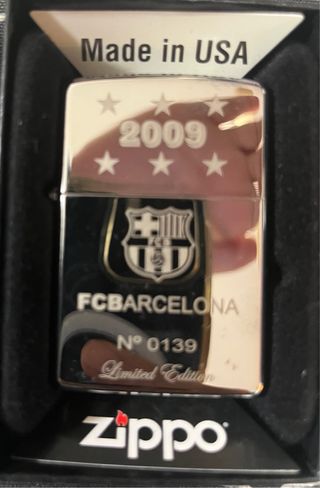 Made in USA
2009
FCB
FCBARCELONA
Nº 0139
Limited Edition
zippo